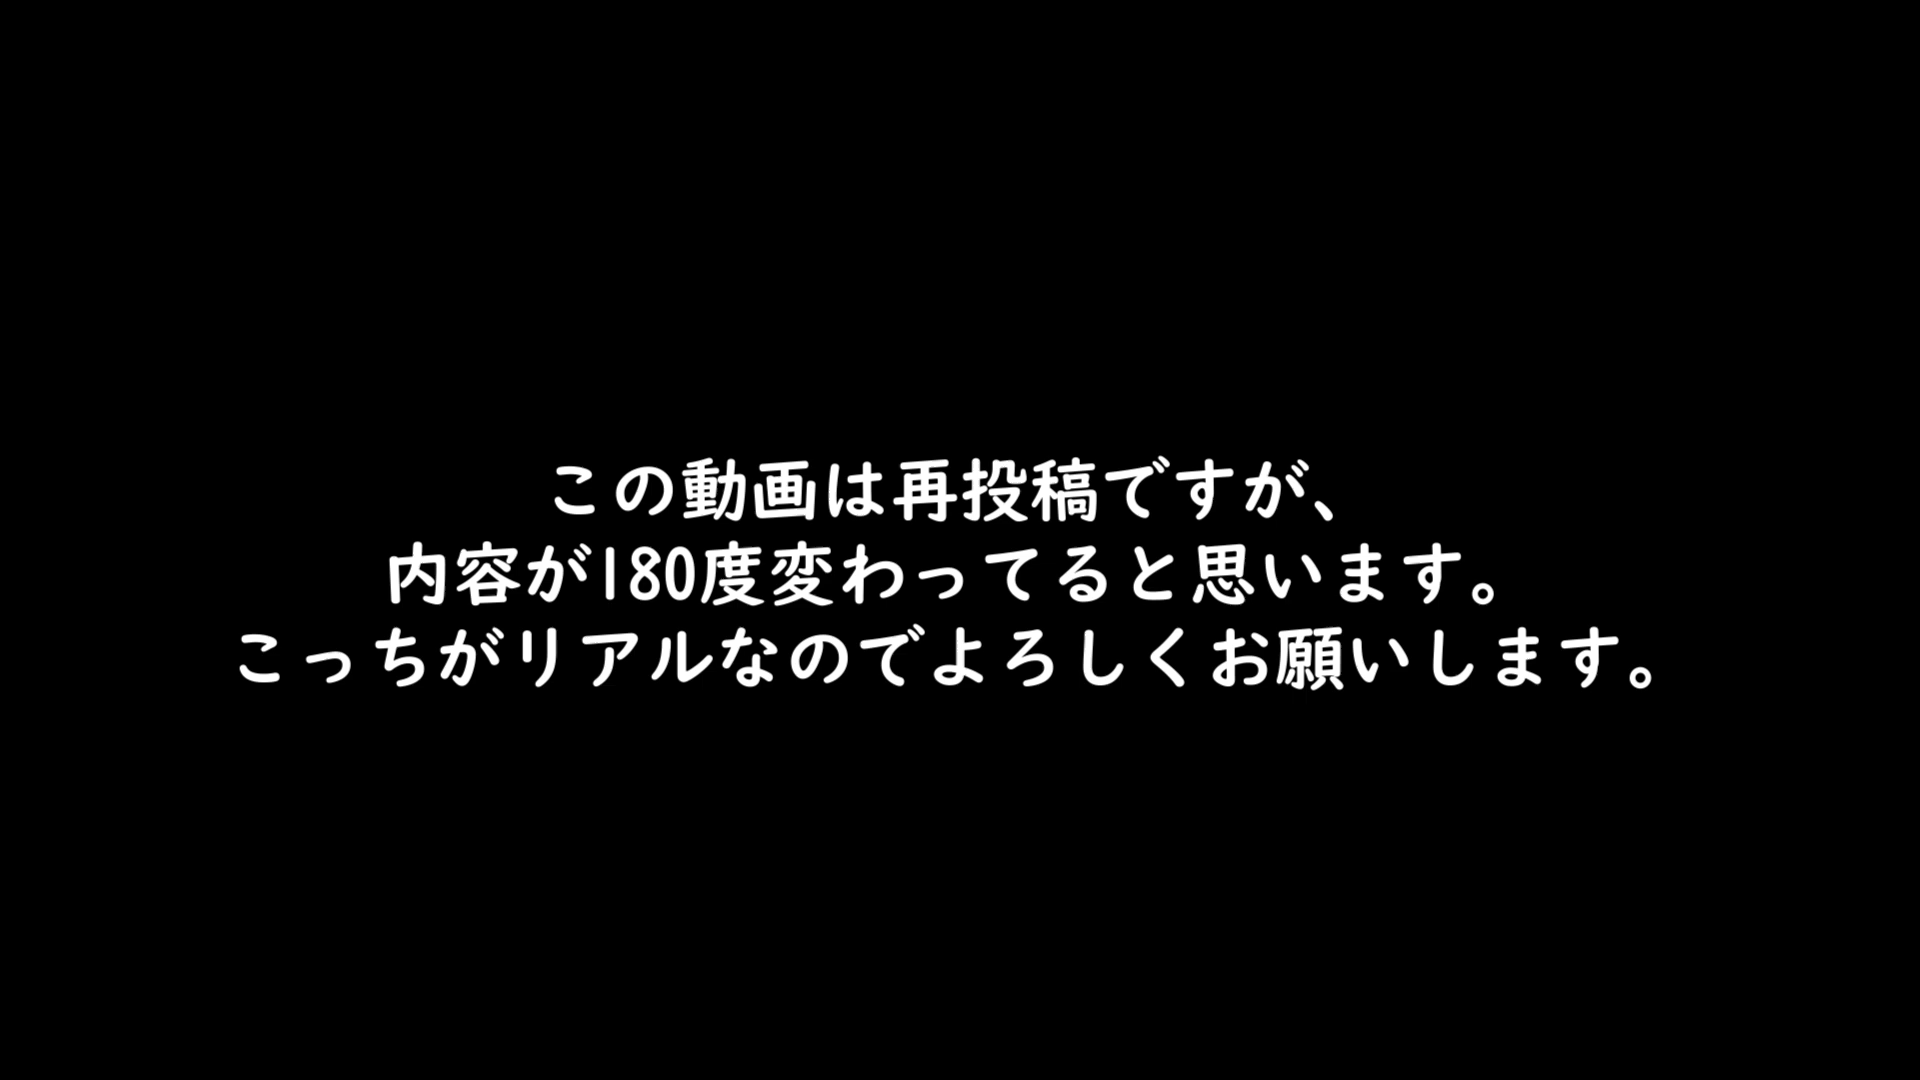 この動画は再投稿ですが、
内容が180度変わってると思います。
こっちがリアルなのでよろしくお願いします。